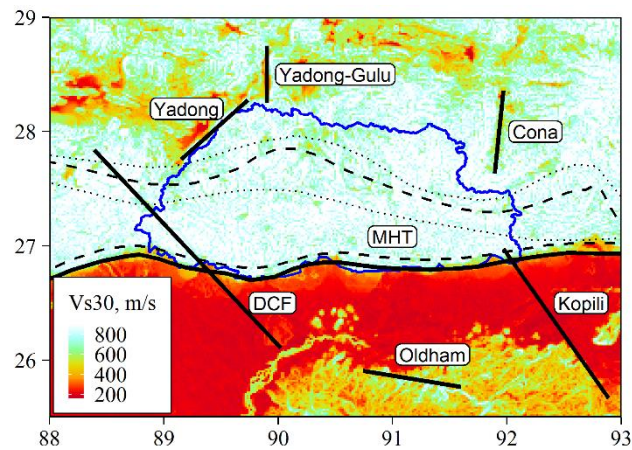 29
28
27
26
Yadong-Gulu
Yadong
Cona
MHT
DCF
Kopili
Oldham
Vs30, m/s
800
600
400
200
88
89
90
91
92
93